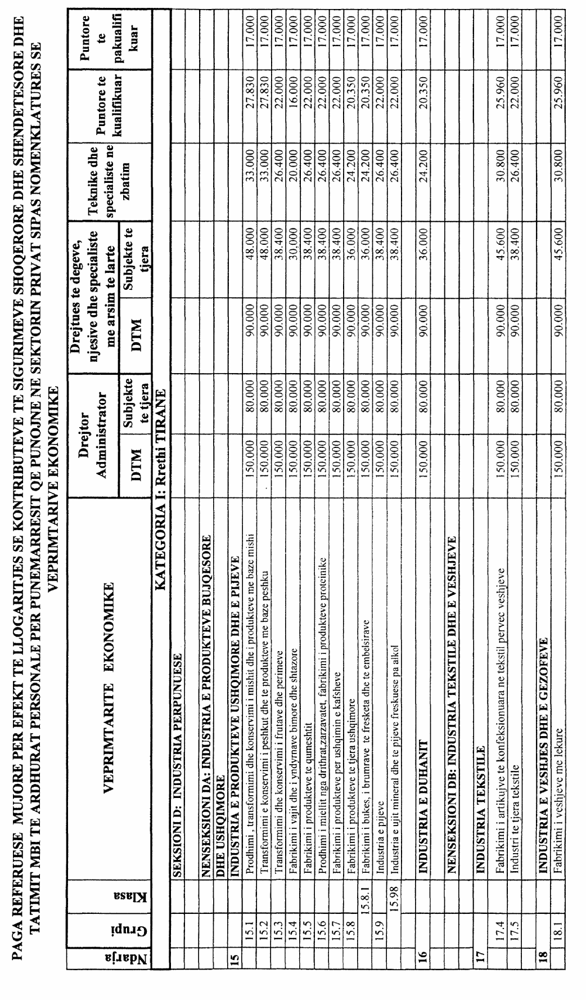 PAGA REFERUESE MUJORE PER EFEKT TE LLOGARITJES SE KONTRIBUTEVE TE SIGURIMEVE SHOQERORE DHE SHENDETESORE DHE
TATIMIT MBI TE ARDHURAT PERSONALE PER PUNEMARRESIT QE PUNOJNE NE SEKTORIN PRIVAT SIPAS NOMENKLATURES SE
VEPRIMTARIVE EKONOMIKE
Ndarja Grupi Klasa VEPRIMTARITE EKONOMIKE
Drejtor Administrator
DTM
Subjekte te tjera
Drejtues te degeve, njesive dhe specialiste me arsim te larte
DTM
Subjekte te tjera
Teknike dhe specialiste ne zbatim
Puntore te kualifikuar
Puntore te pakualifi kuar
KATEGORIA I: Rrethi TIRANE
SEKSIONI D: INDUSTRIA PERPUNUESE
NENSEKSIONI DA: INDUSTRIA E PRODUKTEVE BUJQESORE
DHE USHQIMORE
15 INDUSTRIA E PRODUKTEVE USHQIMORE DHE E PIJEVE
15.1 Prodhimi , transformimi dhe konservimi i mishit dhe i produkteve me baze mishi 150.000 80.000 90.000 48.000 33.000 27.830 17.000
15.2 Transformimi e konservimi i peshkut dhe te produkteve me baze peshku 150.000 80.000 90.000 48.000 33.000 27.830 17.000
15.3 Transformimi dhe konservimi i frutave dhe perimeve 150.000 80.000 90.000 38.400 26.400 22.000 17.000
15.4 Fabrikimi i vajit dhe i yndyrnave bimore dhe shtazore 150.000 80.000 90.000 30,000 20.000 16.000 17.000
15.5 Fabrikimi i produkteve te qumeshtit 150.000 80.000 90.000 38.400 26.400 22.000 17.000
15.6 Prodhimi i miellit nga drithrat,zarzavatet, fabrikimi i produkteve proteinike 150.000 80.000 90.000 38.400 26.400 22.000 17.000
15.7 Fabrikimi i produkteve per ushqimin e kafsheve 150.000 80.000 90.000 38.400 26.400 22.000 17.000
15.8 Fabrikimi i produkteve te tjera ushqimore 150.000 80.000 90.000 36.000 24.200 20.350 17.000
15.8.1 Fabrikimi i bukes, i brumrave te fresketa dhe te embelsirave 150.000 80.000 90.000 36.000 24.200 20.350 17.000
15.9 Industria e pijeve 150.000 80.000 90.000 38.400 26.400 22.000 17.000
15.98 Industria e ujit mineral dhe te pijeve freskuese pa alkol 150.000 80.000 90.000 38.400 26.400 22.000 17.000
16 INDUSTRIA E DUHANIT 150.000 80.000 90.000 36.000 24.200 20.350 17.000
NENSEKSIONI DB: INDUSTRIA TEKSTILE DHE E VESHJEVE
17 INDUSTRIA TEKSTILE
17.4 Fabrikimi i artikujve te konfeksionuara ne tekstil pervec veshjeve 150.000 80.000 90.000 45.600 30.800 25.960 17.000
17.5 Industri te tjera tekstile 150.000 80.000 90.000 38.400 26.400 22.000 17.000
18 INDUSTRIA E VESHJES DHE E GEZOFEVE
18.1 Fabrikimi i veshjeve me lekure 150.000 80.000 90.000 45.600 30.800 25.960 17.000